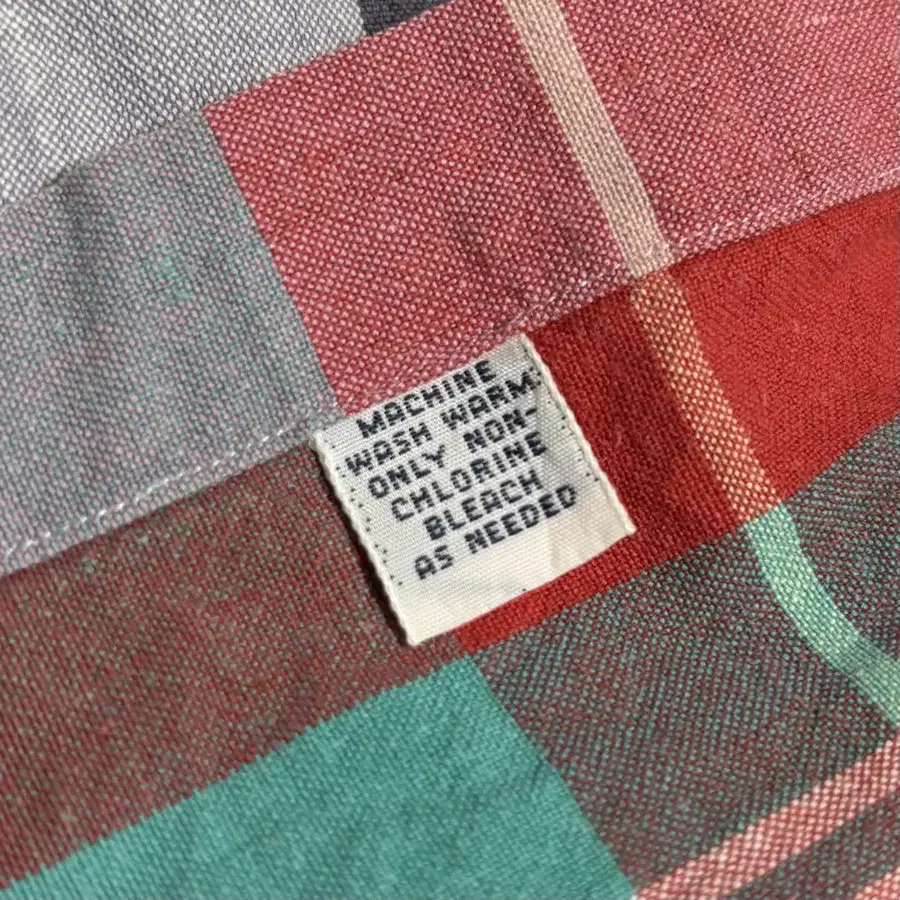 MACHINE
WASH WARM.
ONLY NON-
CHLORINE
BLEACH
AS NEEDED